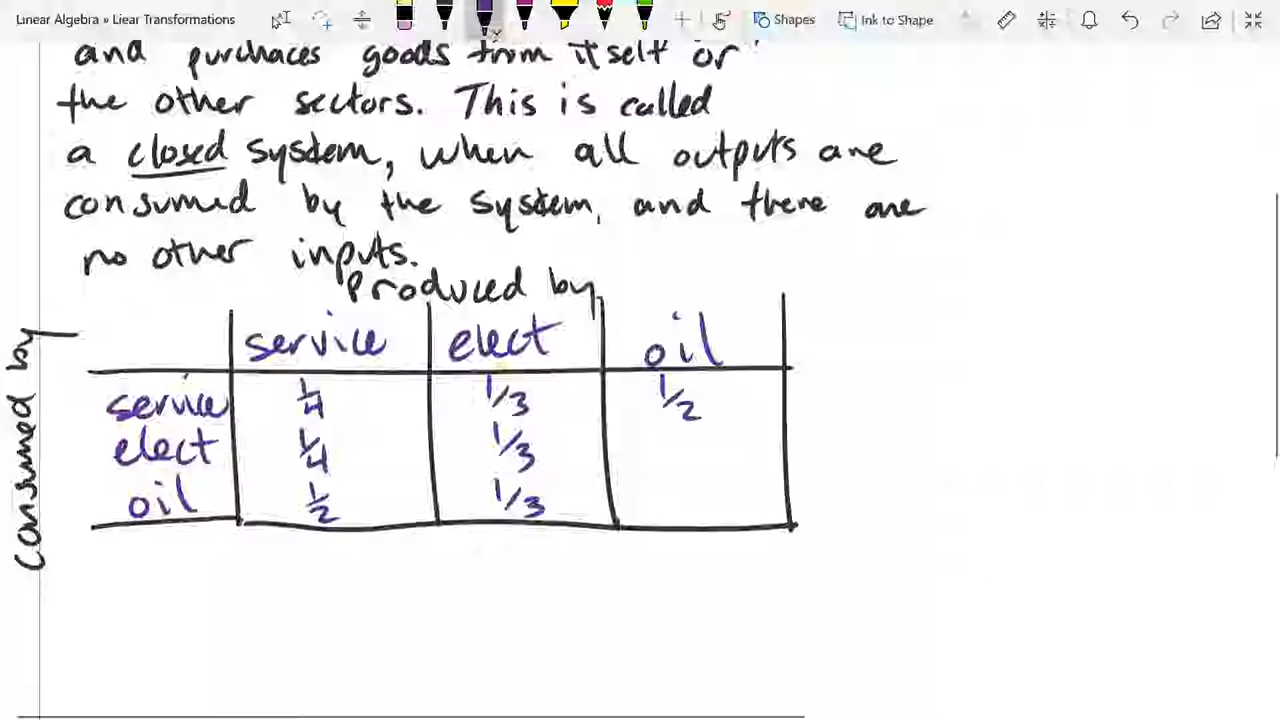 Linear Algebra » Liear Transformations
Shapes
Ink to Shape
and purchaces goods from itself or
the other sectors. This is called
a closed system, when all outputs are
consumed by the system, and there are
no other inputs.
Produced by
service elect oil
Consumed by
service 1/4 1/3 1/2
elect 1/4 1/3
oil 1/2 1/3